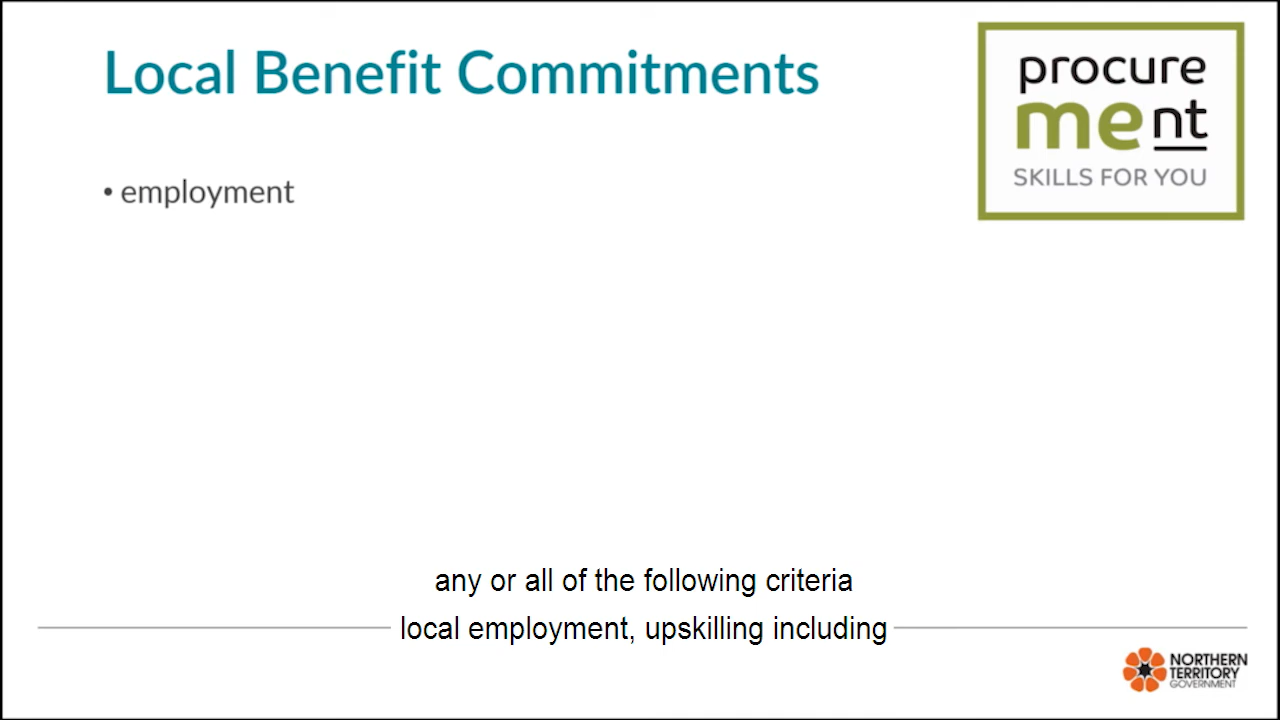 Local Benefit Commitments
procure
ment
SKILLS FOR YOU
• employment
any or all of the following criteria
local employment, upskilling including
NORTHERN
TERRITORY
GOVERNMENT